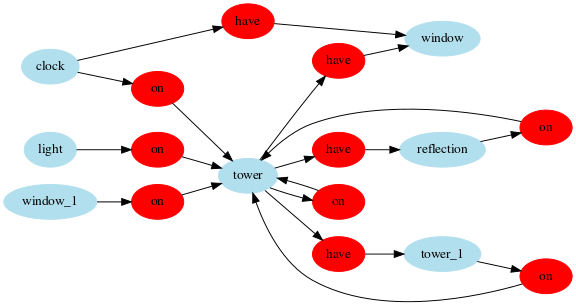 have
window
clock
have
on
on
light
on
have
reflection
tower
window_1
on
on
have
tower_1
on